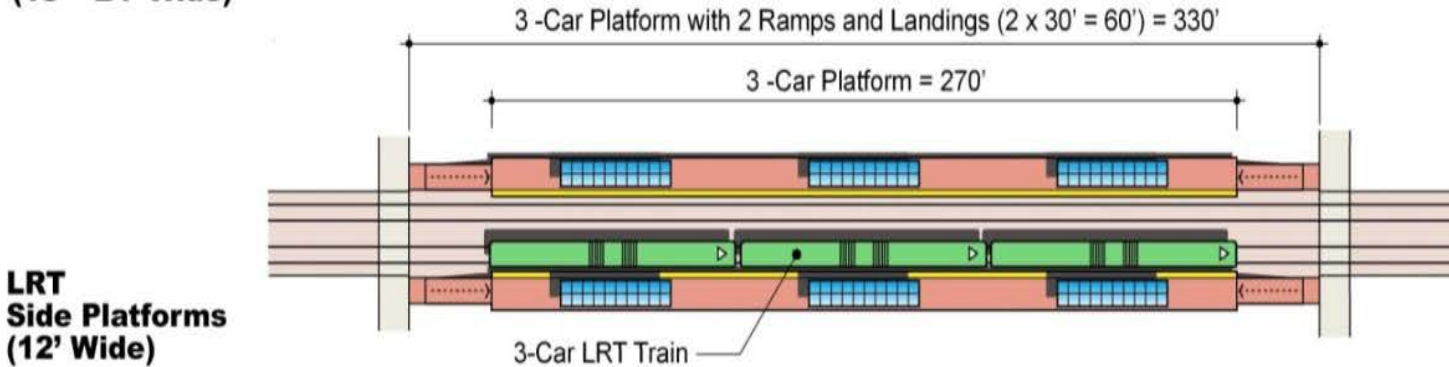 3 -Car Platform with 2 Ramps and Landings (2 x 30' = 60') = 330'
3 -Car Platform = 270'
LRT
Side Platforms
(12’ Wide)
3-Car LRT Train